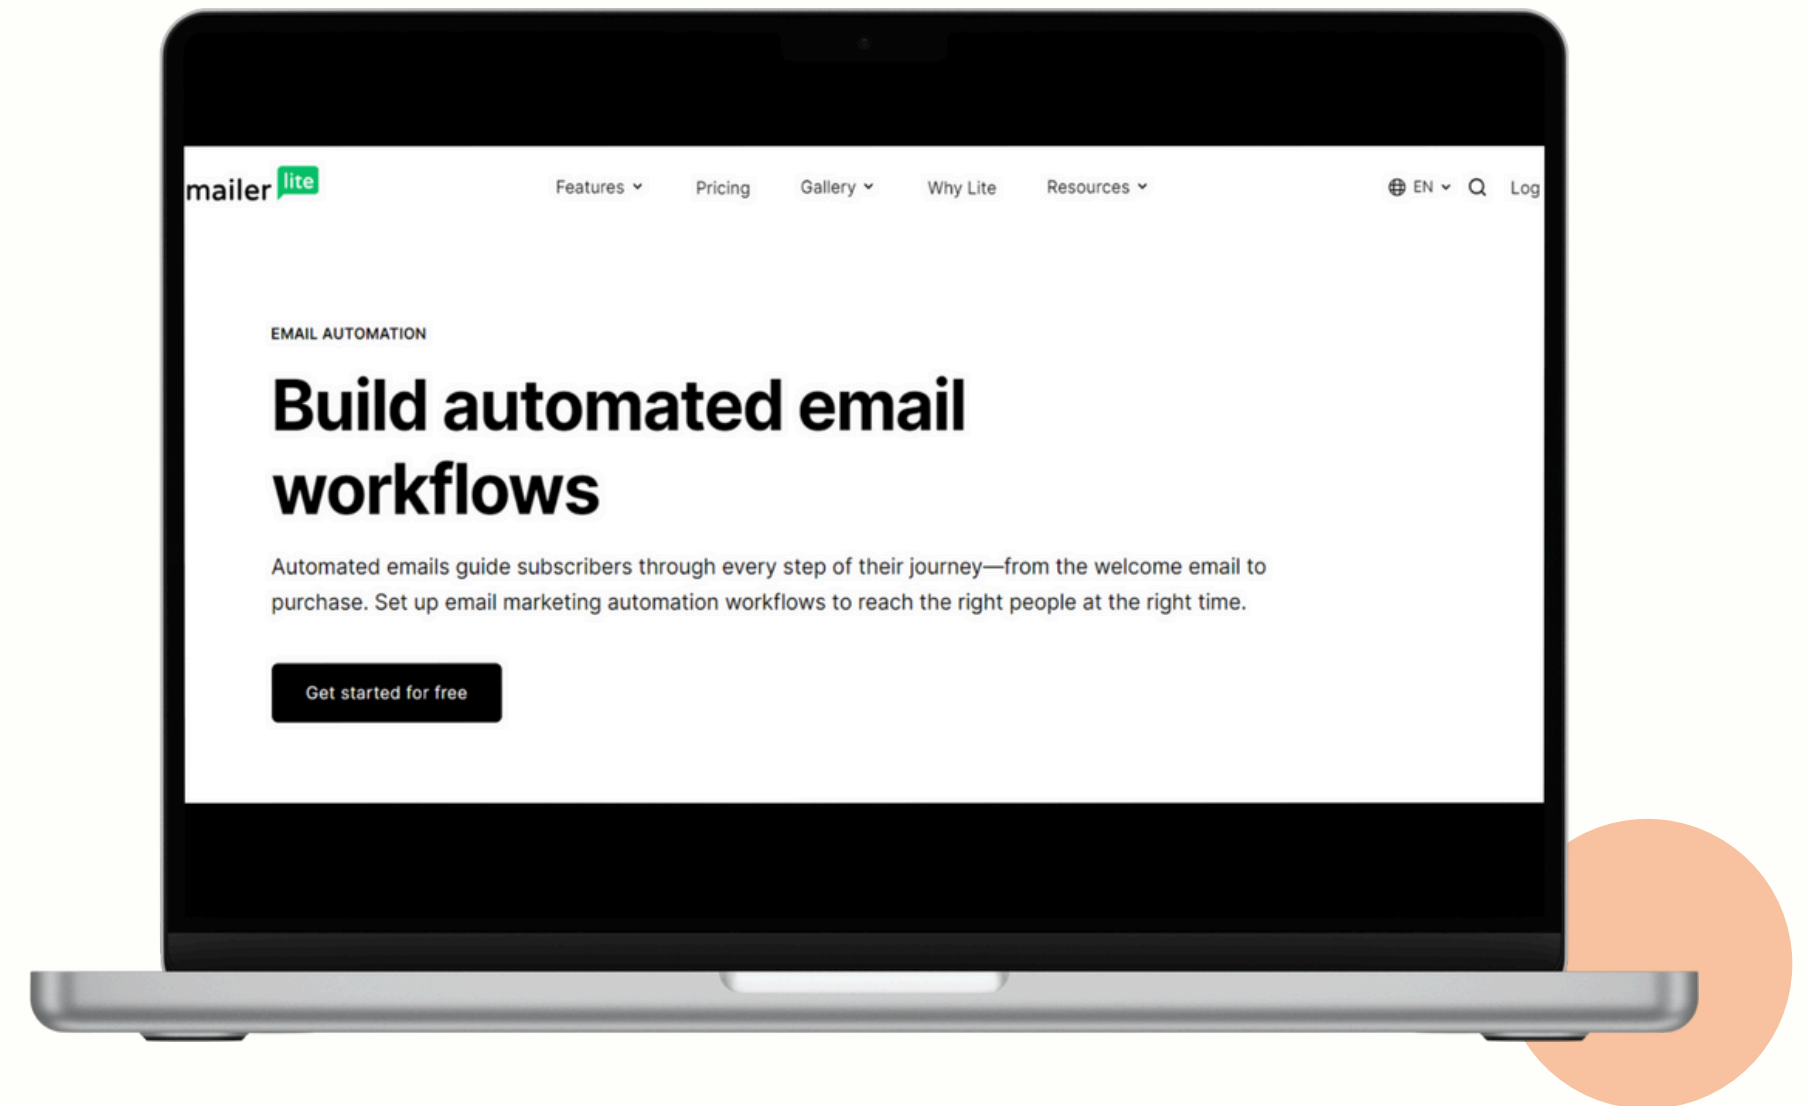 mailer lite
Features Pricing Gallery Why Lite Resources EN Log
EMAIL AUTOMATION
Build automated email
workflows
Automated emails guide subscribers through every step of their journey—from the welcome email to
purchase. Set up email marketing automation workflows to reach the right people at the right time.
Get started for free